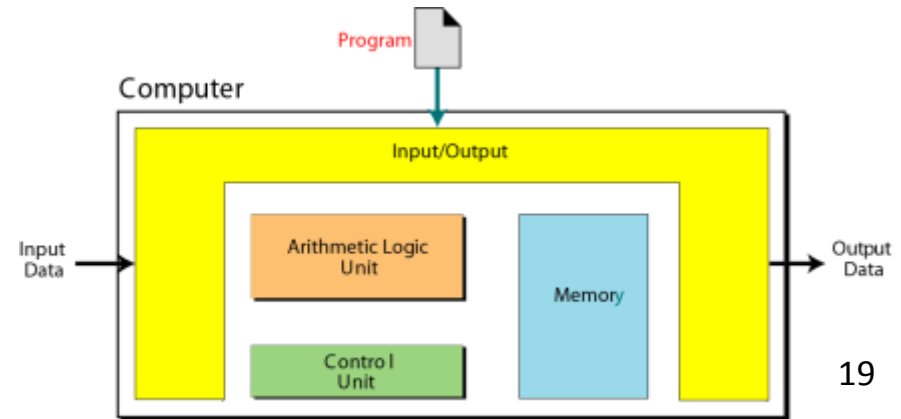 Program
Computer
Input/Output
Input
Data
Arithmetic Logic
Unit
Memory
Output
Data
Control
Unit
19